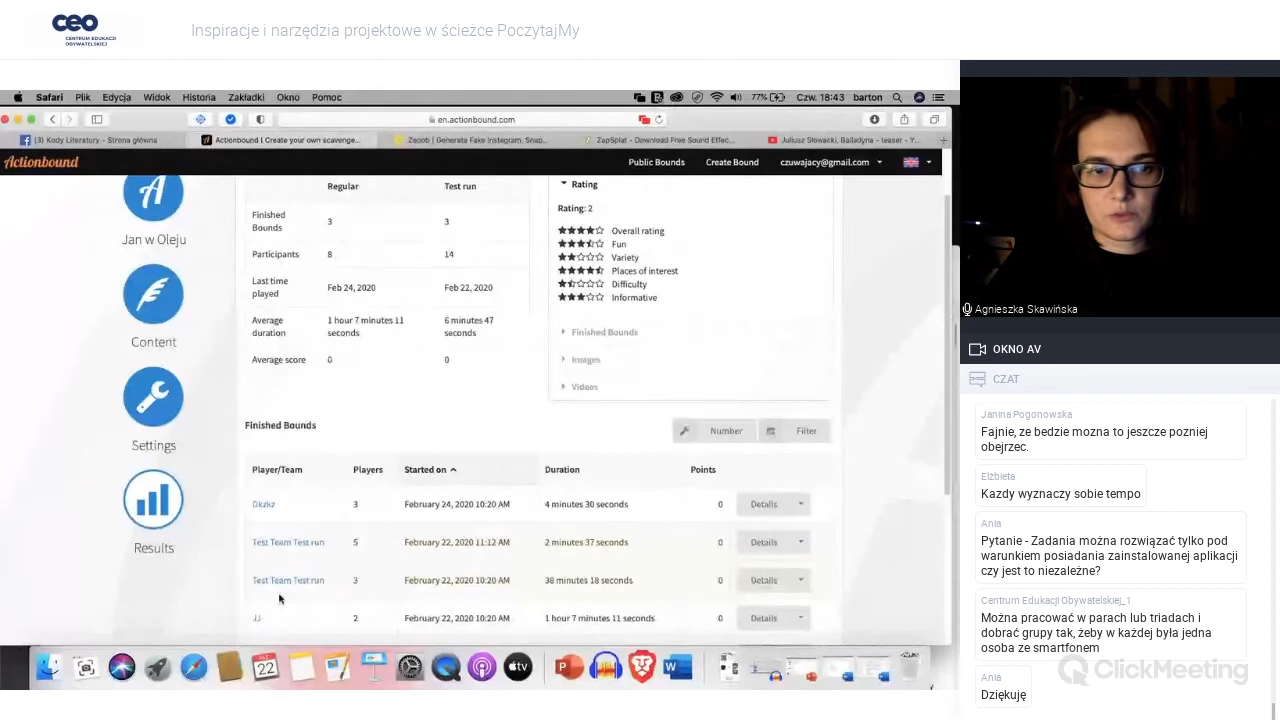 ceo
CENTRUM EDUKACJI
OBYWATELSKIEJ
Inspiracje i narzędzia projektowe w ścieżce PoczytajMy
Safari Plik Edycja Widok Historia Zakładki Okno Pomoc
77% Czw. 18:43 barton
en.actionbound.com
(3) Kody Literatury - Strona główna
Actionbound | Create your own scavenge...
Zeoob | Generate Fake Instagram, Snap...
ZapSplat - Download Free Sound Effec...
Juliusz Słowacki, Balladyna – teaser - Y...
Actionbound
Public Bounds Create Bound czuwajacy@gmail.com
Jan w Oleju
Content
Settings
Results
Regular Test run
Finished Bounds 3 3
Participants 8 14
Last time played Feb 24, 2020 Feb 22, 2020
Average duration 1 hour 7 minutes 11 seconds 6 minutes 47 seconds
Average score 0 0
Rating
Rating: 2
Overall rating
Fun
Variety
Places of interest
Difficulty
Informative
Finished Bounds
Images
Videos
Finished Bounds
Number Filter
Player/Team Players Started on Duration Points
Dkzkz 3 February 24, 2020 10:20 AM 4 minutes 30 seconds 0 Details
Test Team Test run 5 February 22, 2020 11:12 AM 2 minutes 37 seconds 0 Details
Test Team Test run 3 February 22, 2020 10:20 AM 38 minutes 18 seconds 0 Details
JJ 2 February 22, 2020 10:20 AM 1 hour 7 minutes 11 seconds 0 Details
22
tv
Agnieszka Skawińska
OKNO AV
CZAT
Janina Pogonowska
Fajnie, ze bedzie mozna to jeszcze pozniej
obejrzec.
Elżbieta
Kazdy wyznaczy sobie tempo
Ania
Pytanie - Zadania można rozwiązać tylko pod
warunkiem posiadania zainstalowanej aplikacji
czy jest to niezależne?
Centrum Edukacji Obywatelskiej_1
Można pracować w parach lub triadach i
dobrać grupy tak, żeby w każdej była jedna
osoba ze smartfonem
ClickMeeting
Ania
Dziękuję